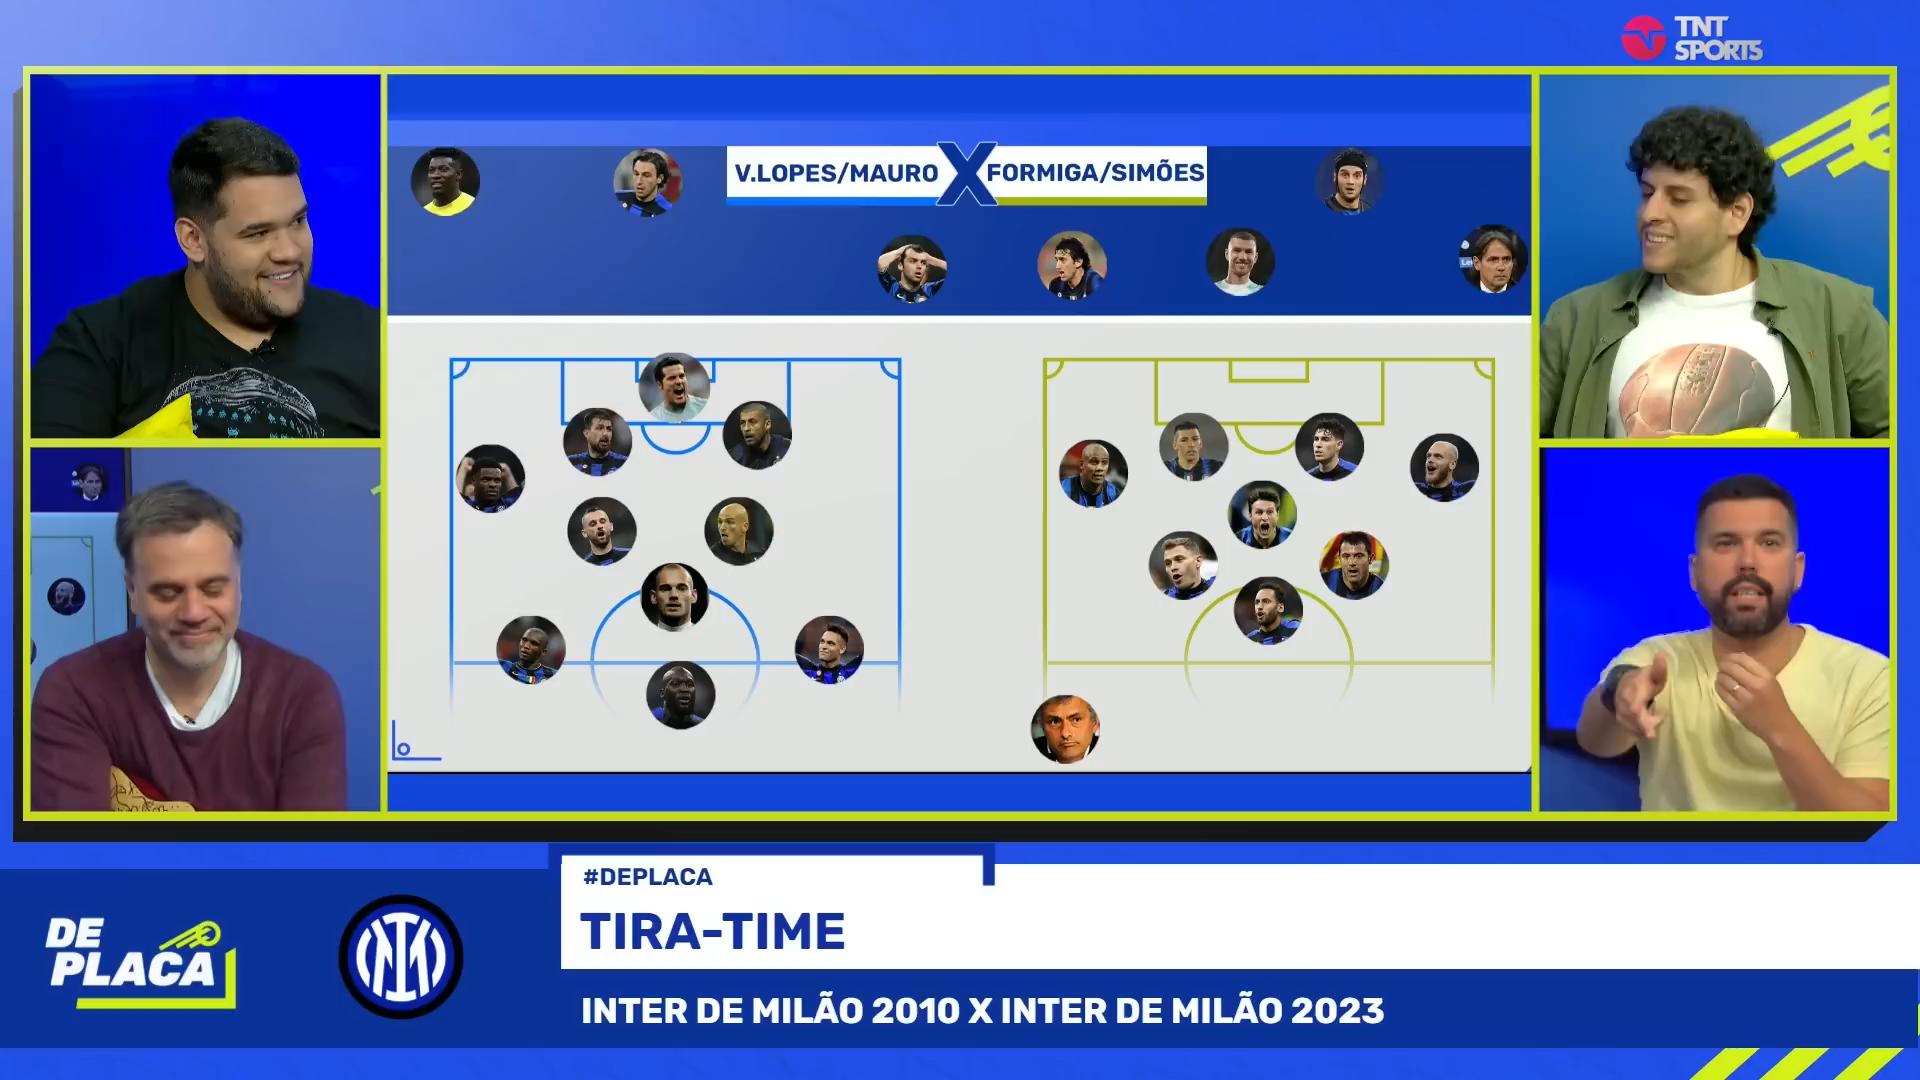 TNT
SPORTS
V.LOPES/MAURO X FORMIGA/SIMÕES
#DEPLACA
TIRA-TIME
DE
PLACA
INTER DE MILÃO 2010 X INTER DE MILÃO 2023